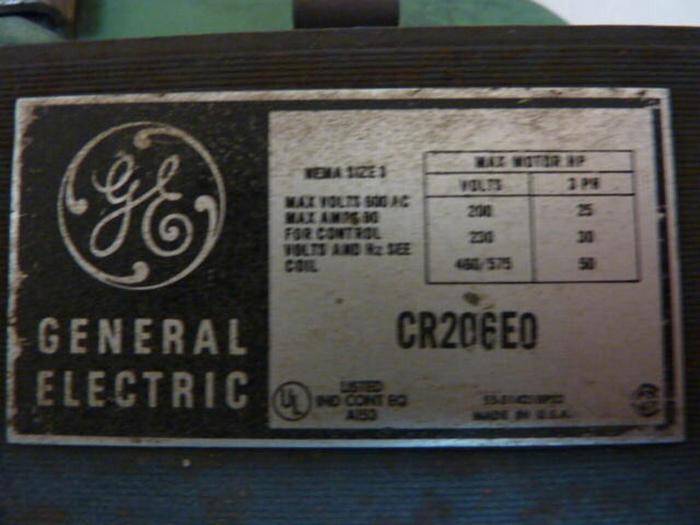 GE
GENERAL
ELECTRIC
NEMA SIZE 3
MAX VOLTS 600 AC
MAX AMPS 90
FOR CONTROL
VOLTS AND Hz SEE
COIL
MAX MOTOR HP
VOLTS 3 PH
200 25
230 30
460/575 50
CR206E0
UL
LISTED
IND CONT EQ
A150
MADE IN U.S.A.